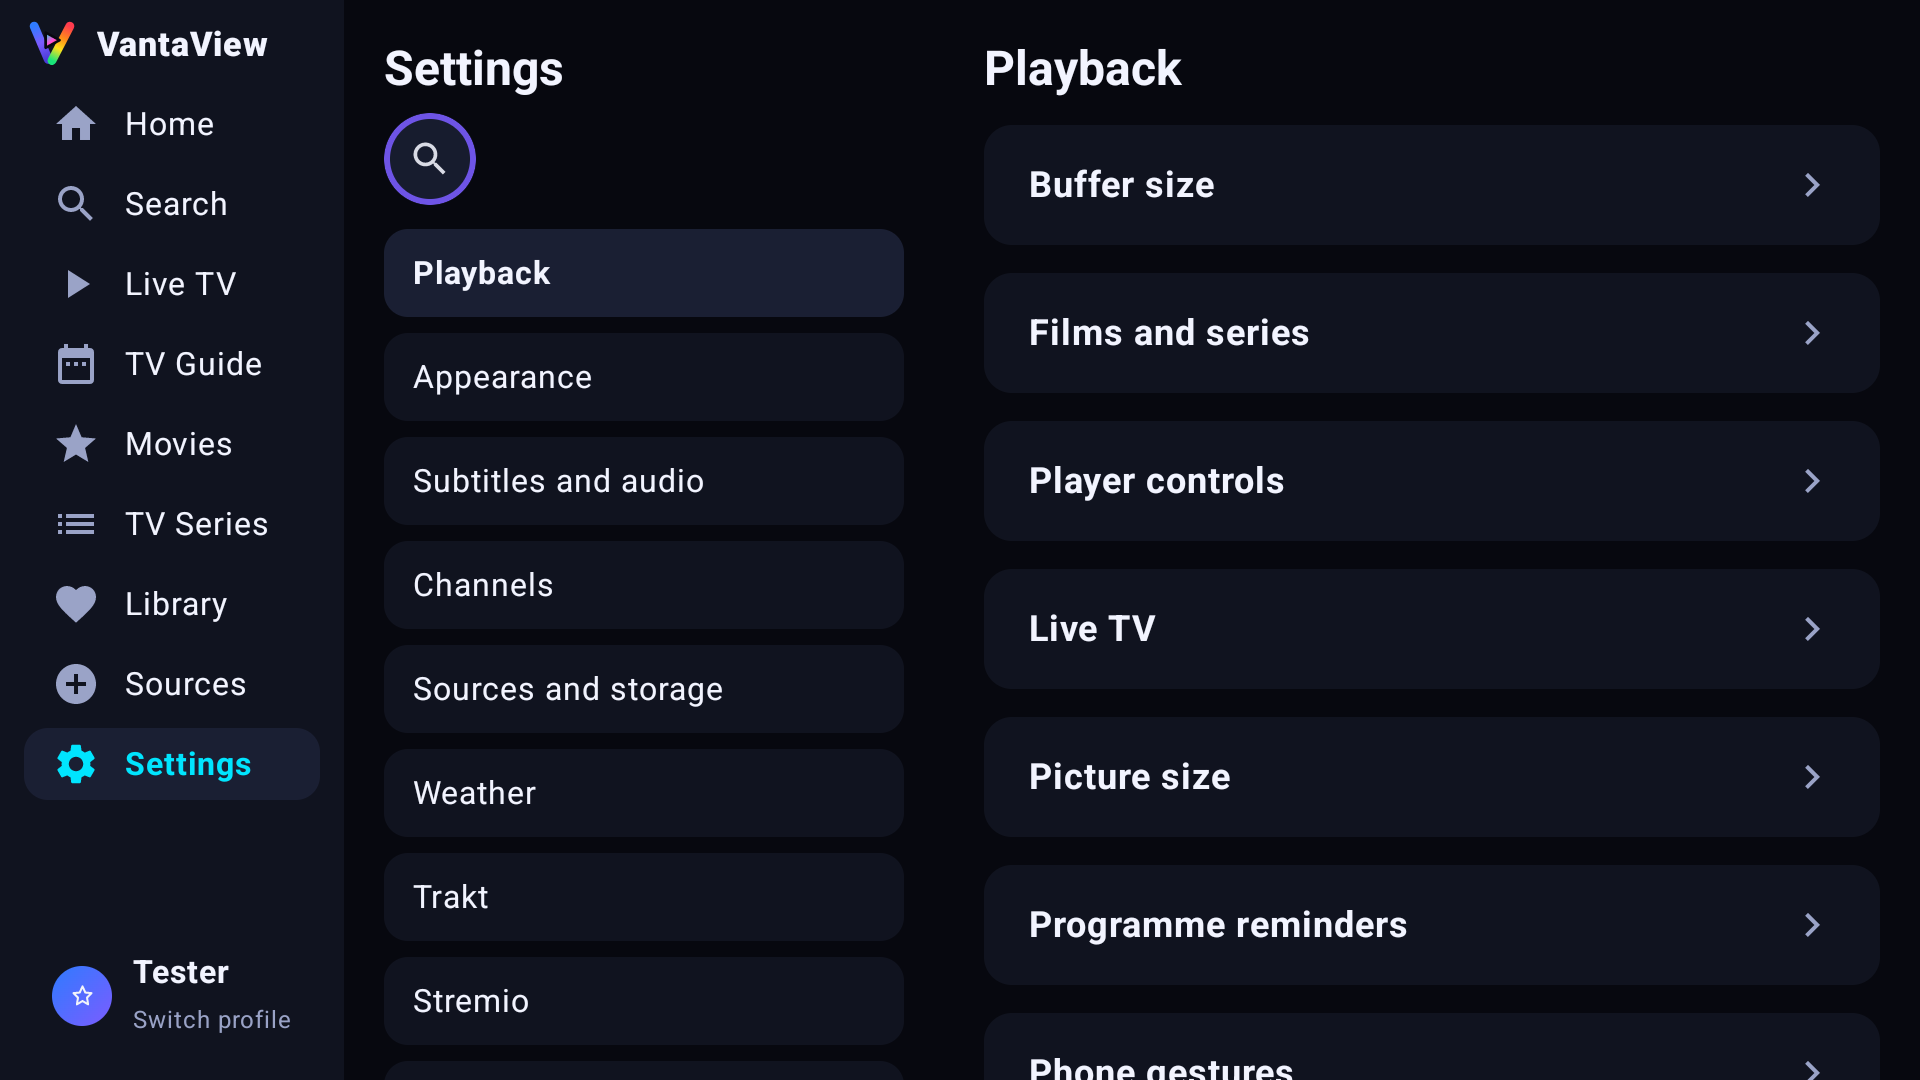 VantaView
Home
Search
Live TV
TV Guide
Movies
TV Series
Library
Sources
Settings
Tester
Switch profile
Settings
Playback
Appearance
Subtitles and audio
Channels
Sources and storage
Weather
Trakt
Stremio
Playback
Buffer size
Films and series
Player controls
Live TV
Picture size
Programme reminders
Phone gestures